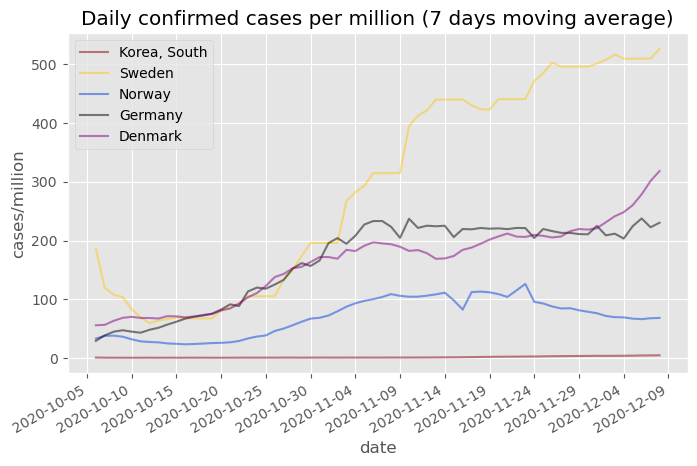 Daily confirmed cases per million (7 days moving average)
Korea, South
Sweden
Norway
Germany
Denmark
500
400
300
200
100
0
cases/million
2020-10-05
2020-10-10
2020-10-15
2020-10-20
2020-10-25
2020-10-30
2020-11-04
2020-11-09
2020-11-14
2020-11-19
2020-11-24
2020-11-29
2020-12-04
2020-12-09
date